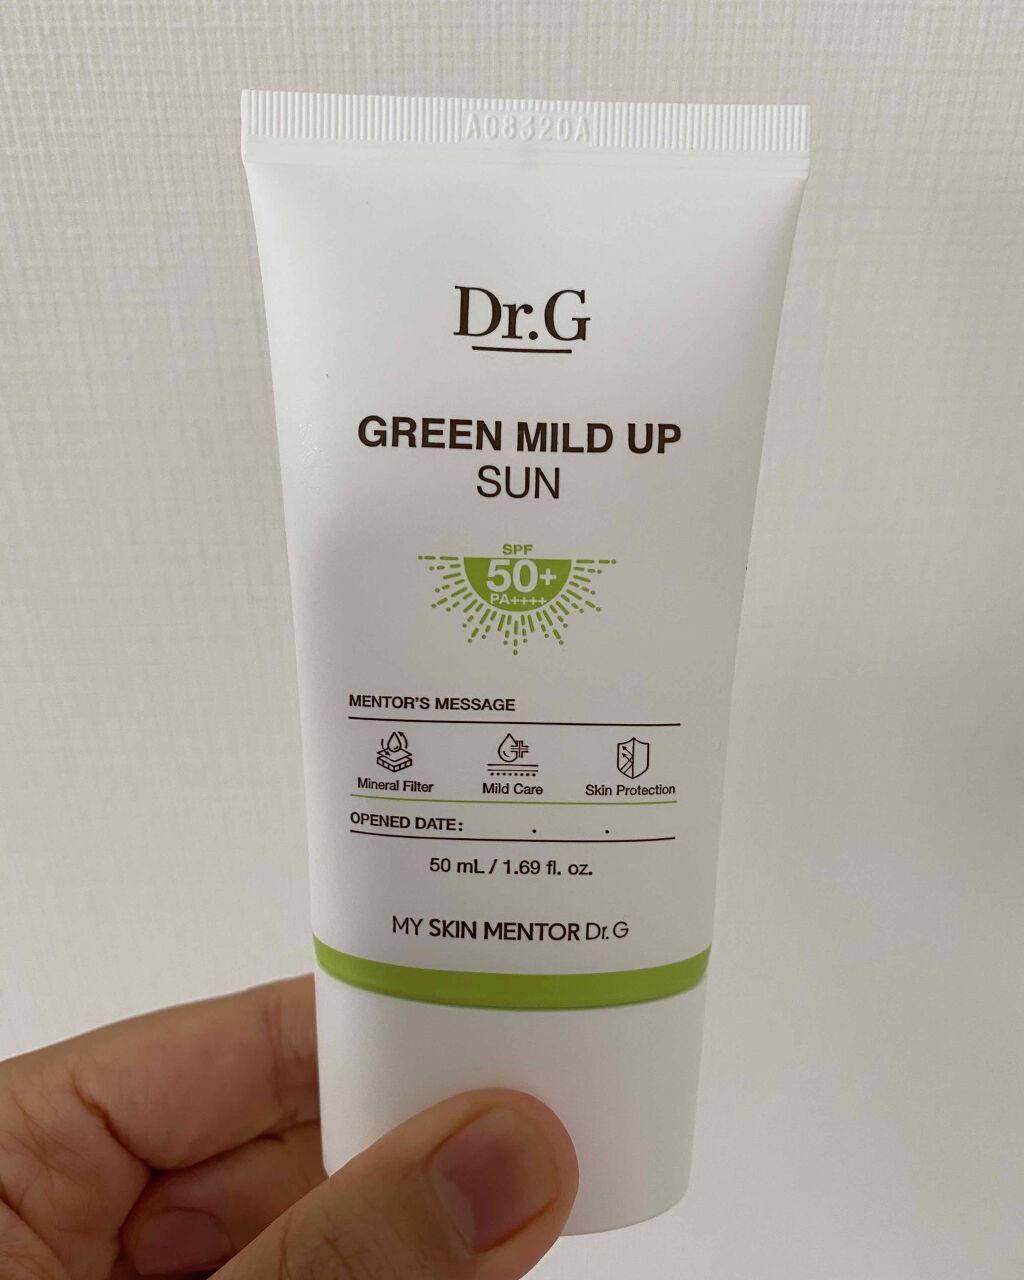 A08320A
Dr.G
GREEN MILD UP
SUN
SPF
50+
PA++++
MENTOR'S MESSAGE
Mineral Filter Mild Care Skin Protection
OPENED DATE: . .
50 mL / 1.69 fl. oz.
MY SKIN MENTOR Dr.G